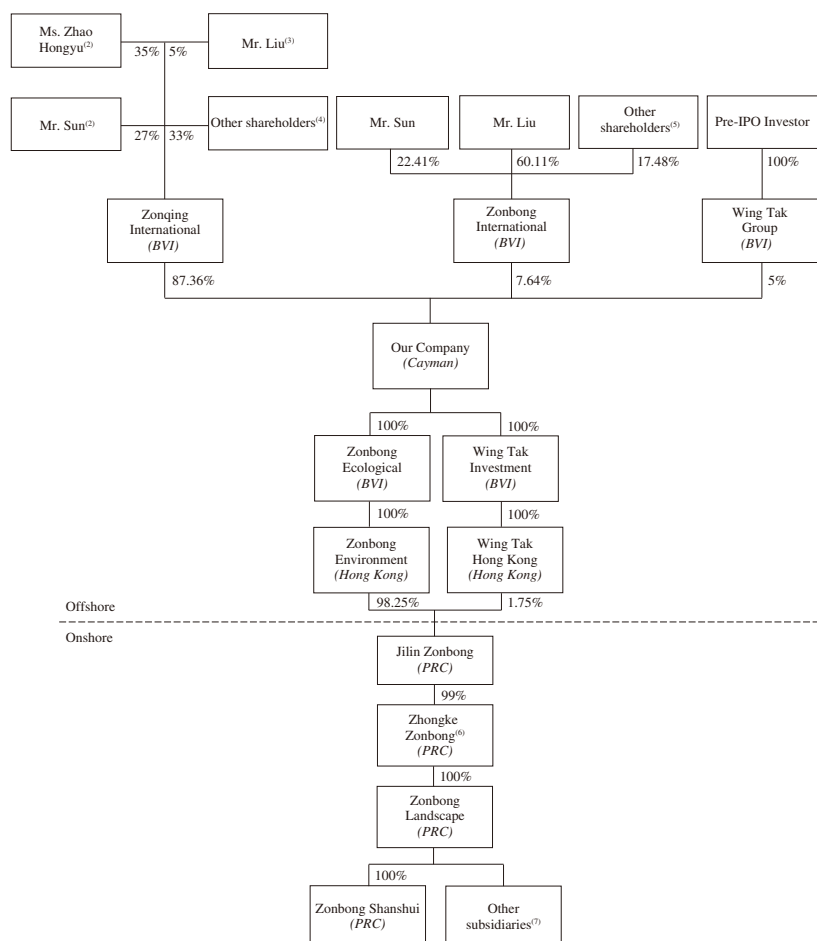 Ms. Zhao
Hongyu(2)
35%
5%
Mr. Liu(3)
Mr. Sun(2)
27%
33%
Other shareholders(4)
Mr. Sun
Mr. Liu
Other
shareholders(5)
Pre-IPO Investor
22.41%
60.11%
17.48%
100%
Zonqing
International
(BVI)
Zonbong
International
(BVI)
Wing Tak
Group
(BVI)
87.36%
7.64%
5%
Our Company
(Cayman)
100%
100%
Zonbong
Ecological
(BVI)
Wing Tak
Investment
(BVI)
100%
100%
Zonbong
Environment
(Hong Kong)
Wing Tak
Hong Kong
(Hong Kong)
98.25%
1.75%
Offshore
Onshore
Jilin Zonbong
(PRC)
99%
Zhongke
Zonbong(6)
(PRC)
100%
Zonbong
Landscape
(PRC)
100%
Zonbong Shanshui
(PRC)
Other
subsidiaries(7)